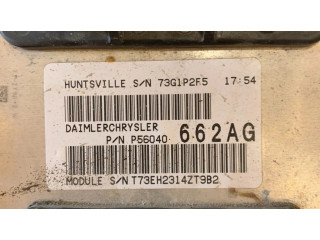 HUNTSVILLE S/N 73G1P2F5 17:54
DAIMLERCHRYSLER
P/N P56040 662AG
MODULE S/N T73EH2314ZT9B2